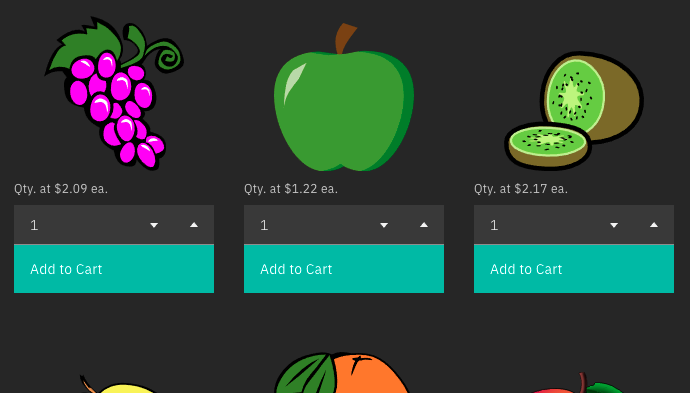 Qty. at $2.09 ea.
Qty. at $1.22 ea.
Qty. at $2.17 ea.
1
1
1
Add to Cart
Add to Cart
Add to Cart